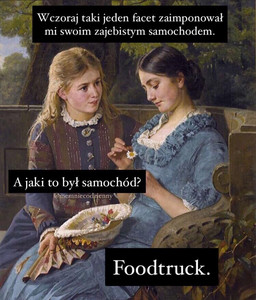 Wczoraj taki jeden facet zaimponował
mi swoim zajebistym samochodem.
A jaki to był samochód?
Foodtruck.